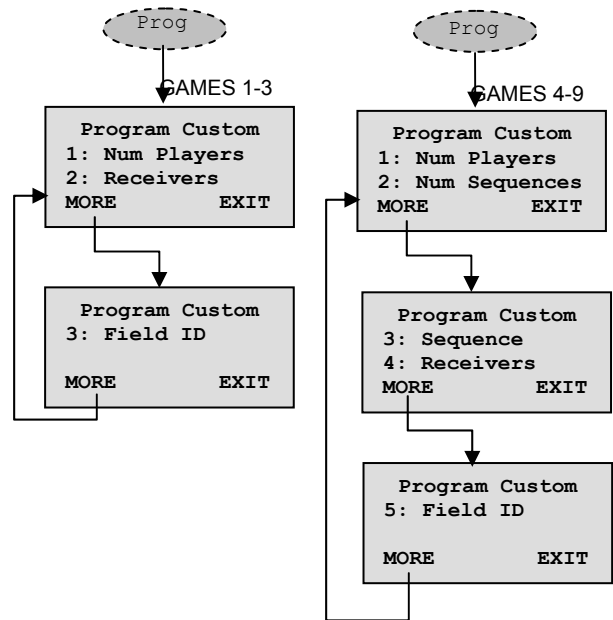 Prog
GAMES 1-3
Program Custom
1: Num Players
2: Receivers
MORE EXIT
Program Custom
3: Field ID
MORE EXIT
Prog
GAMES 4-9
Program Custom
1: Num Players
2: Num Sequences
MORE EXIT
Program Custom
3: Sequence
4: Receivers
MORE EXIT
Program Custom
5: Field ID
MORE EXIT